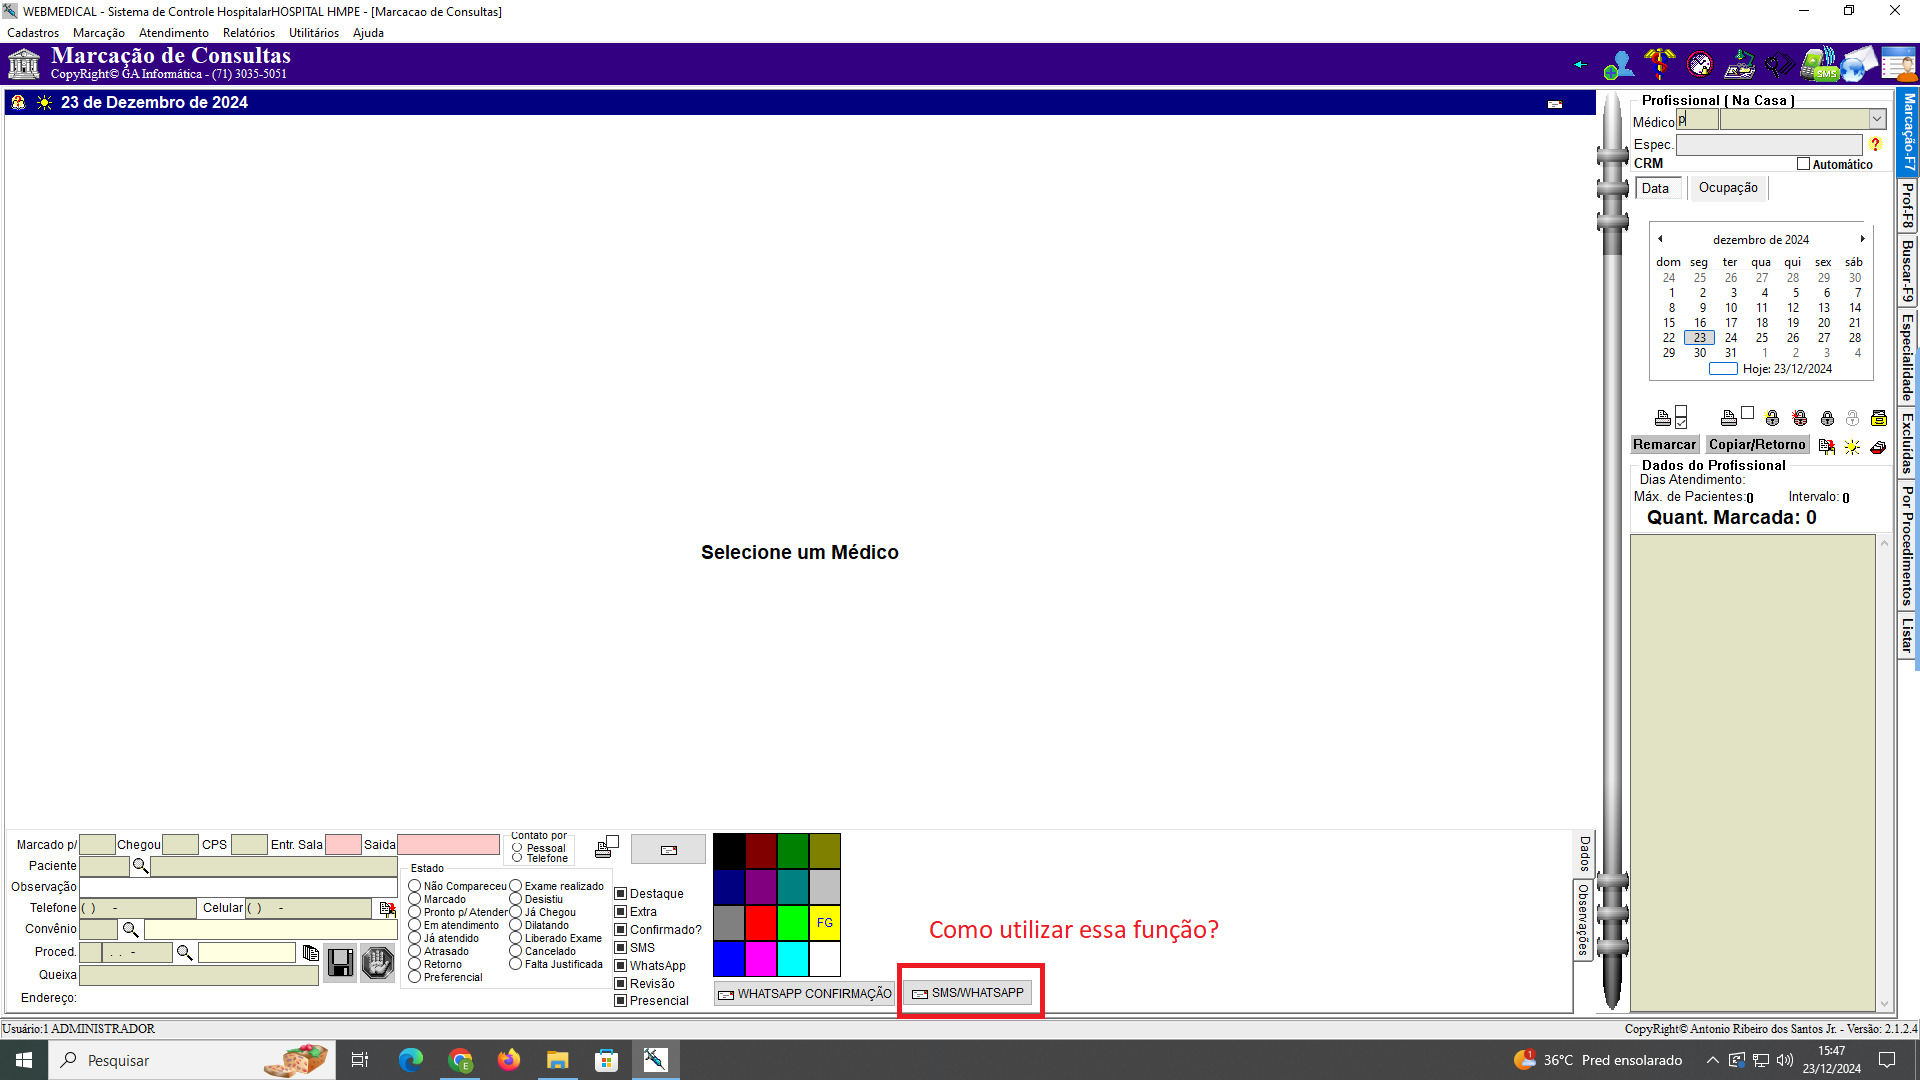 WEBMEDICAL - Sistema de Controle HospitalarHOSPITAL HMPE - [Marcacao de Consultas]
Cadastros Marcação Atendimento Relatórios Utilitários Ajuda
Marcação de Consultas
CopyRight© GA Informática - (71) 3035-5051
SMS
23 de Dezembro de 2024
Profissional ( Na Casa )
Médico p
Espec. ?
CRM Automático
Data Ocupação
dezembro de 2024
dom seg ter qua qui sex sáb
24 25 26 27 28 29 30
1 2 3 4 5 6 7
8 9 10 11 12 13 14
15 16 17 18 19 20 21
22 23 24 25 26 27 28
29 30 31 1 2 3 4
Hoje: 23/12/2024
Remarcar Copiar/Retorno
Dados do Profissional
Dias Atendimento:
Máx. de Pacientes:0 Intervalo: 0
Quant. Marcada: 0
Marcação-F7
Prof-F8
Buscar-F9
Especialidade
Excluídas
Por Procedimentos
Listar
Selecione um Médico
Marcado p/ Chegou CPS Entr. Sala Saida
Paciente
Observação
Telefone ( ) - Celular ( ) -
Convênio
Proced. . . -
Queixa
Endereço:
Contato por
Pessoal
Telefone
Estado
Não Compareceu Exame realizado
Marcado Desistiu
Pronto p/ Atender Já Chegou
Em atendimento Dilatando
Já atendido Liberado Exame
Atrasado Cancelado
Retorno Falta Justificada
Preferencial
Destaque
Extra
Confirmado?
SMS
WhatsApp
Revisão
Presencial
FG
WHATSAPP CONFIRMAÇÃO
Como utilizar essa função?
SMS/WHATSAPP
Dados
Observações
Usuário:1 ADMINISTRADOR
CopyRight© Antonio Ribeiro dos Santos Jr. - Versão: 2.1.2.4
Pesquisar
E
1
36°C Pred ensolarado
15:47
23/12/2024